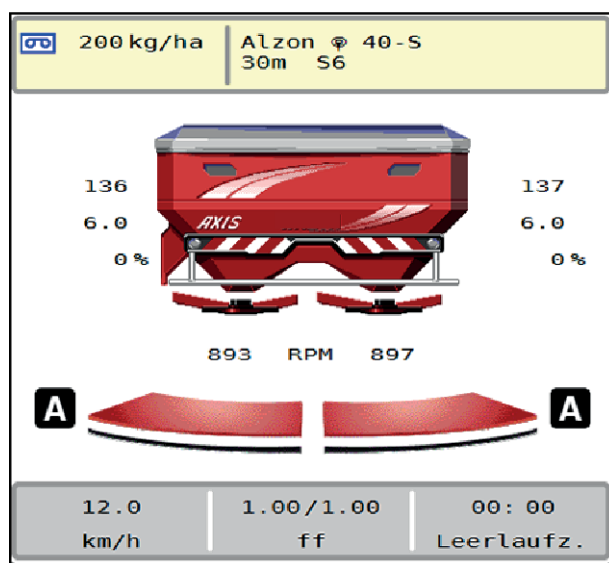 200 kg/ha
Alzon 40-S
30m S6
136
137
6.0
AXIS
6.0
0 %
0 %
893 RPM 897
A
A
12.0
1.00/1.00
00:00
km/h
ff
Leerlaufz.